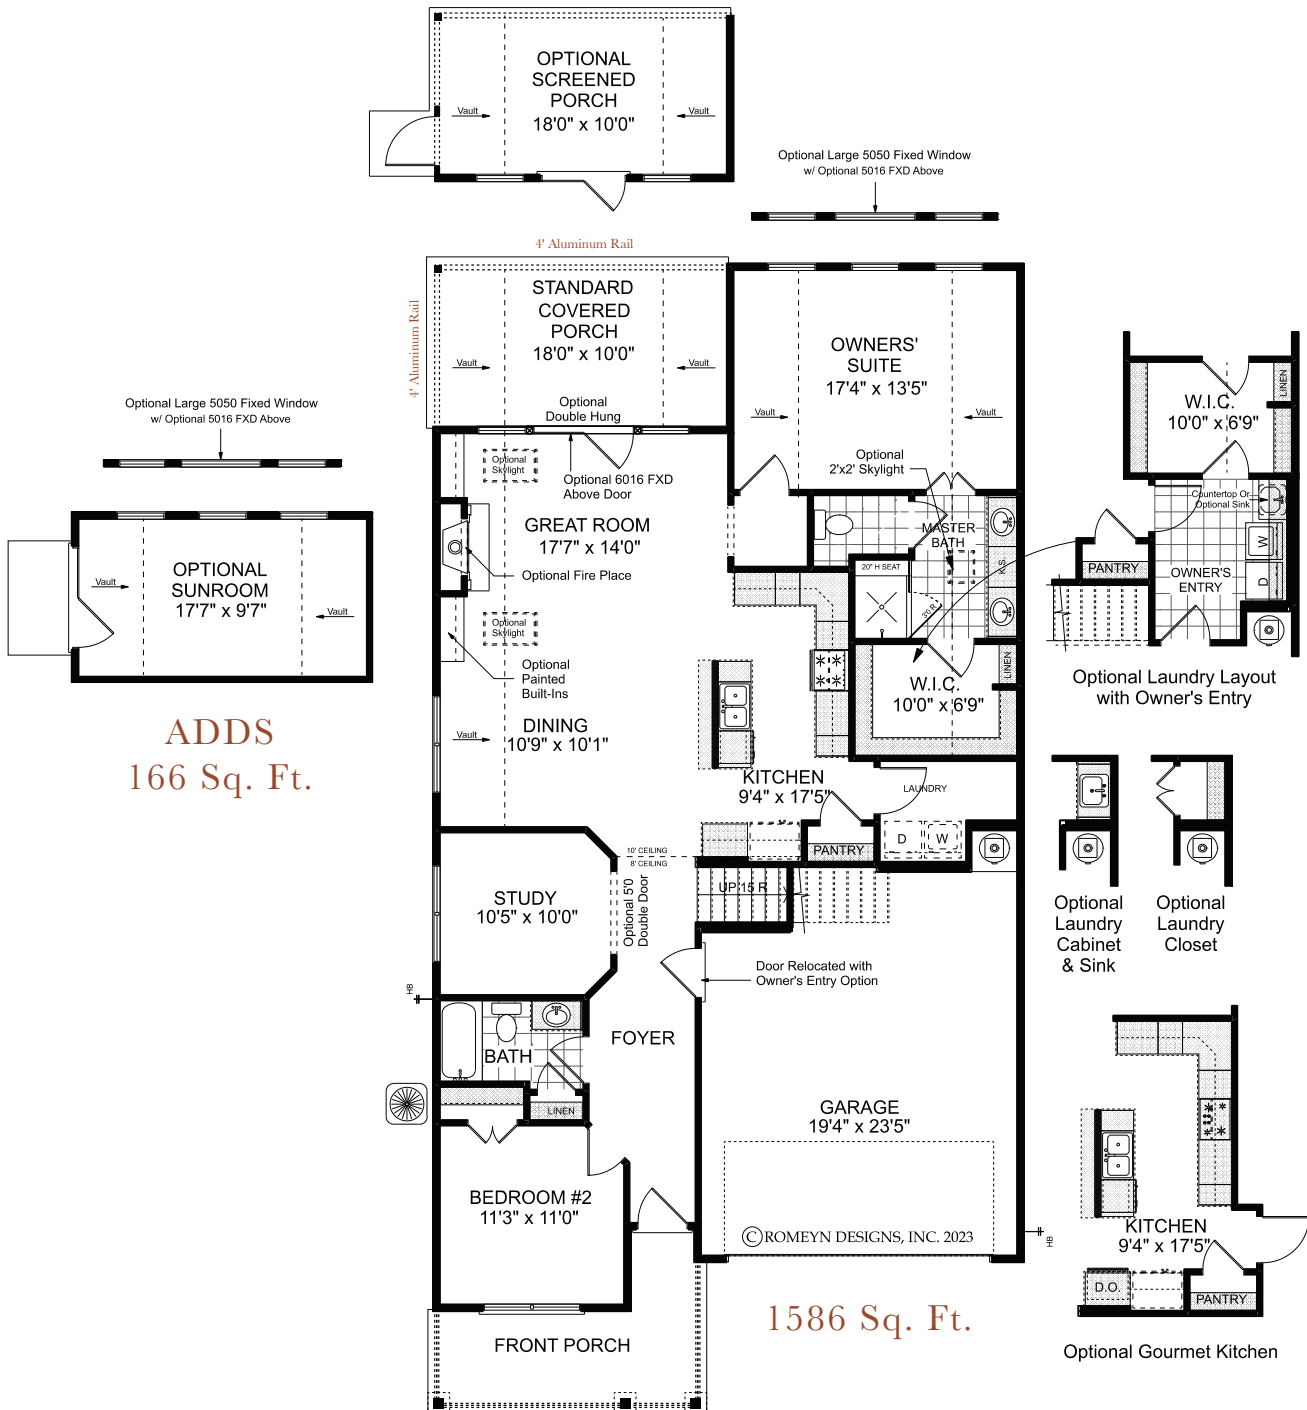 OPTIONAL
SCREENED
PORCH
18'0" x 10'0"
Vault
Vault
Optional Large 5050 Fixed Window
w/ Optional 5016 FXD Above
4' Aluminum Rail
4' Aluminum Rail
STANDARD
COVERED
PORCH
18'0" x 10'0"
Vault
Vault
Optional
Double Hung
OWNERS'
SUITE
17'4" x 13'5"
Vault
Vault
Optional
2'x2' Skylight
Optional Large 5050 Fixed Window
w/ Optional 5016 FXD Above
OPTIONAL
SUNROOM
17'7" x 9'7"
Vault
Vault
ADDS
166 Sq. Ft.
Optional
Skylight
Optional 6016 FXD
Above Door
GREAT ROOM
17'7" x 14'0"
Optional Fire Place
Optional
Skylight
Optional
Painted
Built-Ins
MASTER
BATH
20" H SEAT
3'0 R
K.S.
W.I.C.
10'0" x 6'9"
LINEN
DINING
10'9" x 10'1"
Vault
KITCHEN
9'4" x 17'5"
LAUNDRY
D
W
PANTRY
10' CEILING
8' CEILING
UP 15 R
STUDY
10'5" x 10'0"
Optional 5'0
Double Door
Door Relocated with
Owner's Entry Option
HB
FOYER
BATH
LINEN
GARAGE
19'4" x 23'5"
BEDROOM #2
11'3" x 11'0"
© ROMEYN DESIGNS, INC. 2023
HB
FRONT PORCH
1586 Sq. Ft.
W.I.C.
10'0" x 6'9"
LINEN
Countertop Or
Optional Sink
W
D
PANTRY
OWNER'S
ENTRY
Optional Laundry Layout
with Owner's Entry
Optional
Laundry
Cabinet
& Sink
Optional
Laundry
Closet
KITCHEN
9'4" x 17'5"
D.O.
PANTRY
Optional Gourmet Kitchen